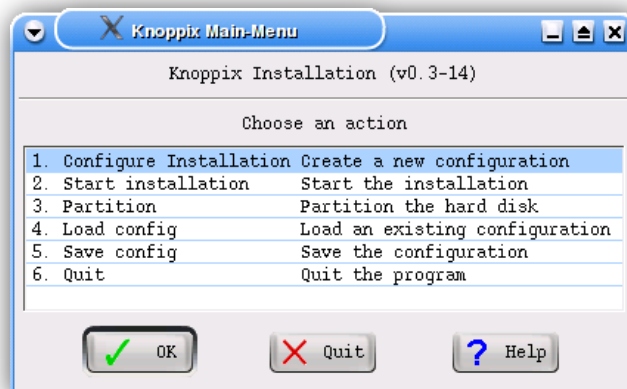 Knoppix Main-Menu
Knoppix Installation (v0.3-14)
Choose an action
1. Configure Installation Create a new configuration
2. Start installation Start the installation
3. Partition Partition the hard disk
4. Load config Load an existing configuration
5. Save config Save the configuration
6. Quit Quit the program
OK Quit ? Help